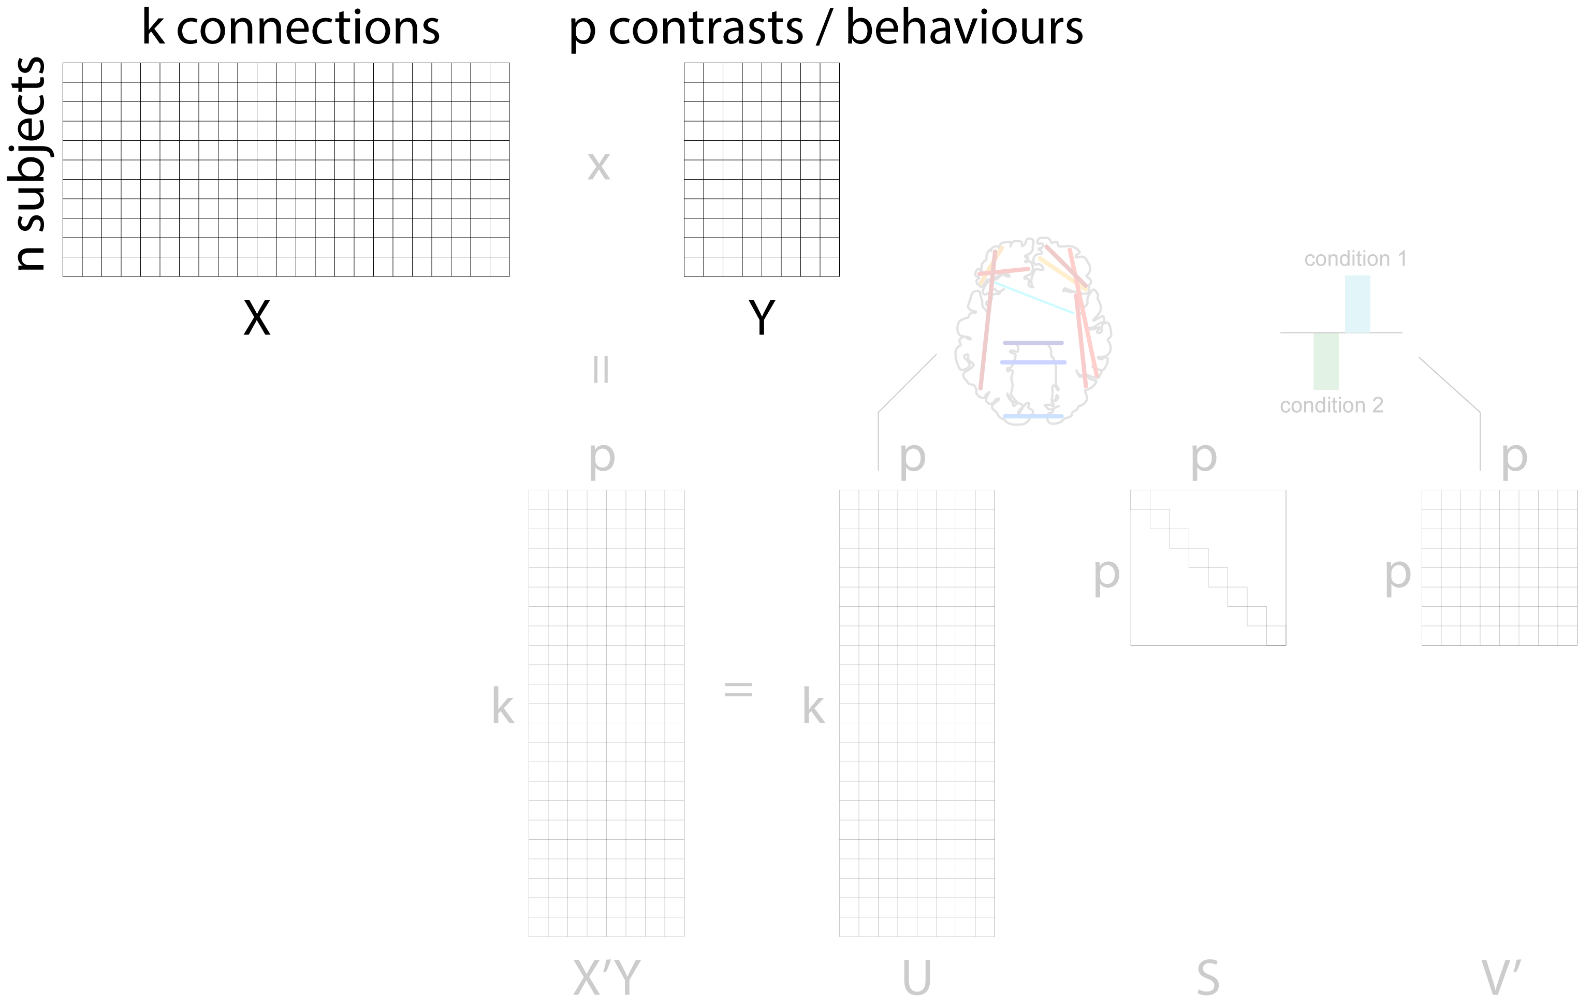 k connections
p contrasts / behaviours
n subjects
x
X
Y
=
condition 1
condition 2
p
p
p
p
p
k
=
k
X’Y
U
S
V’